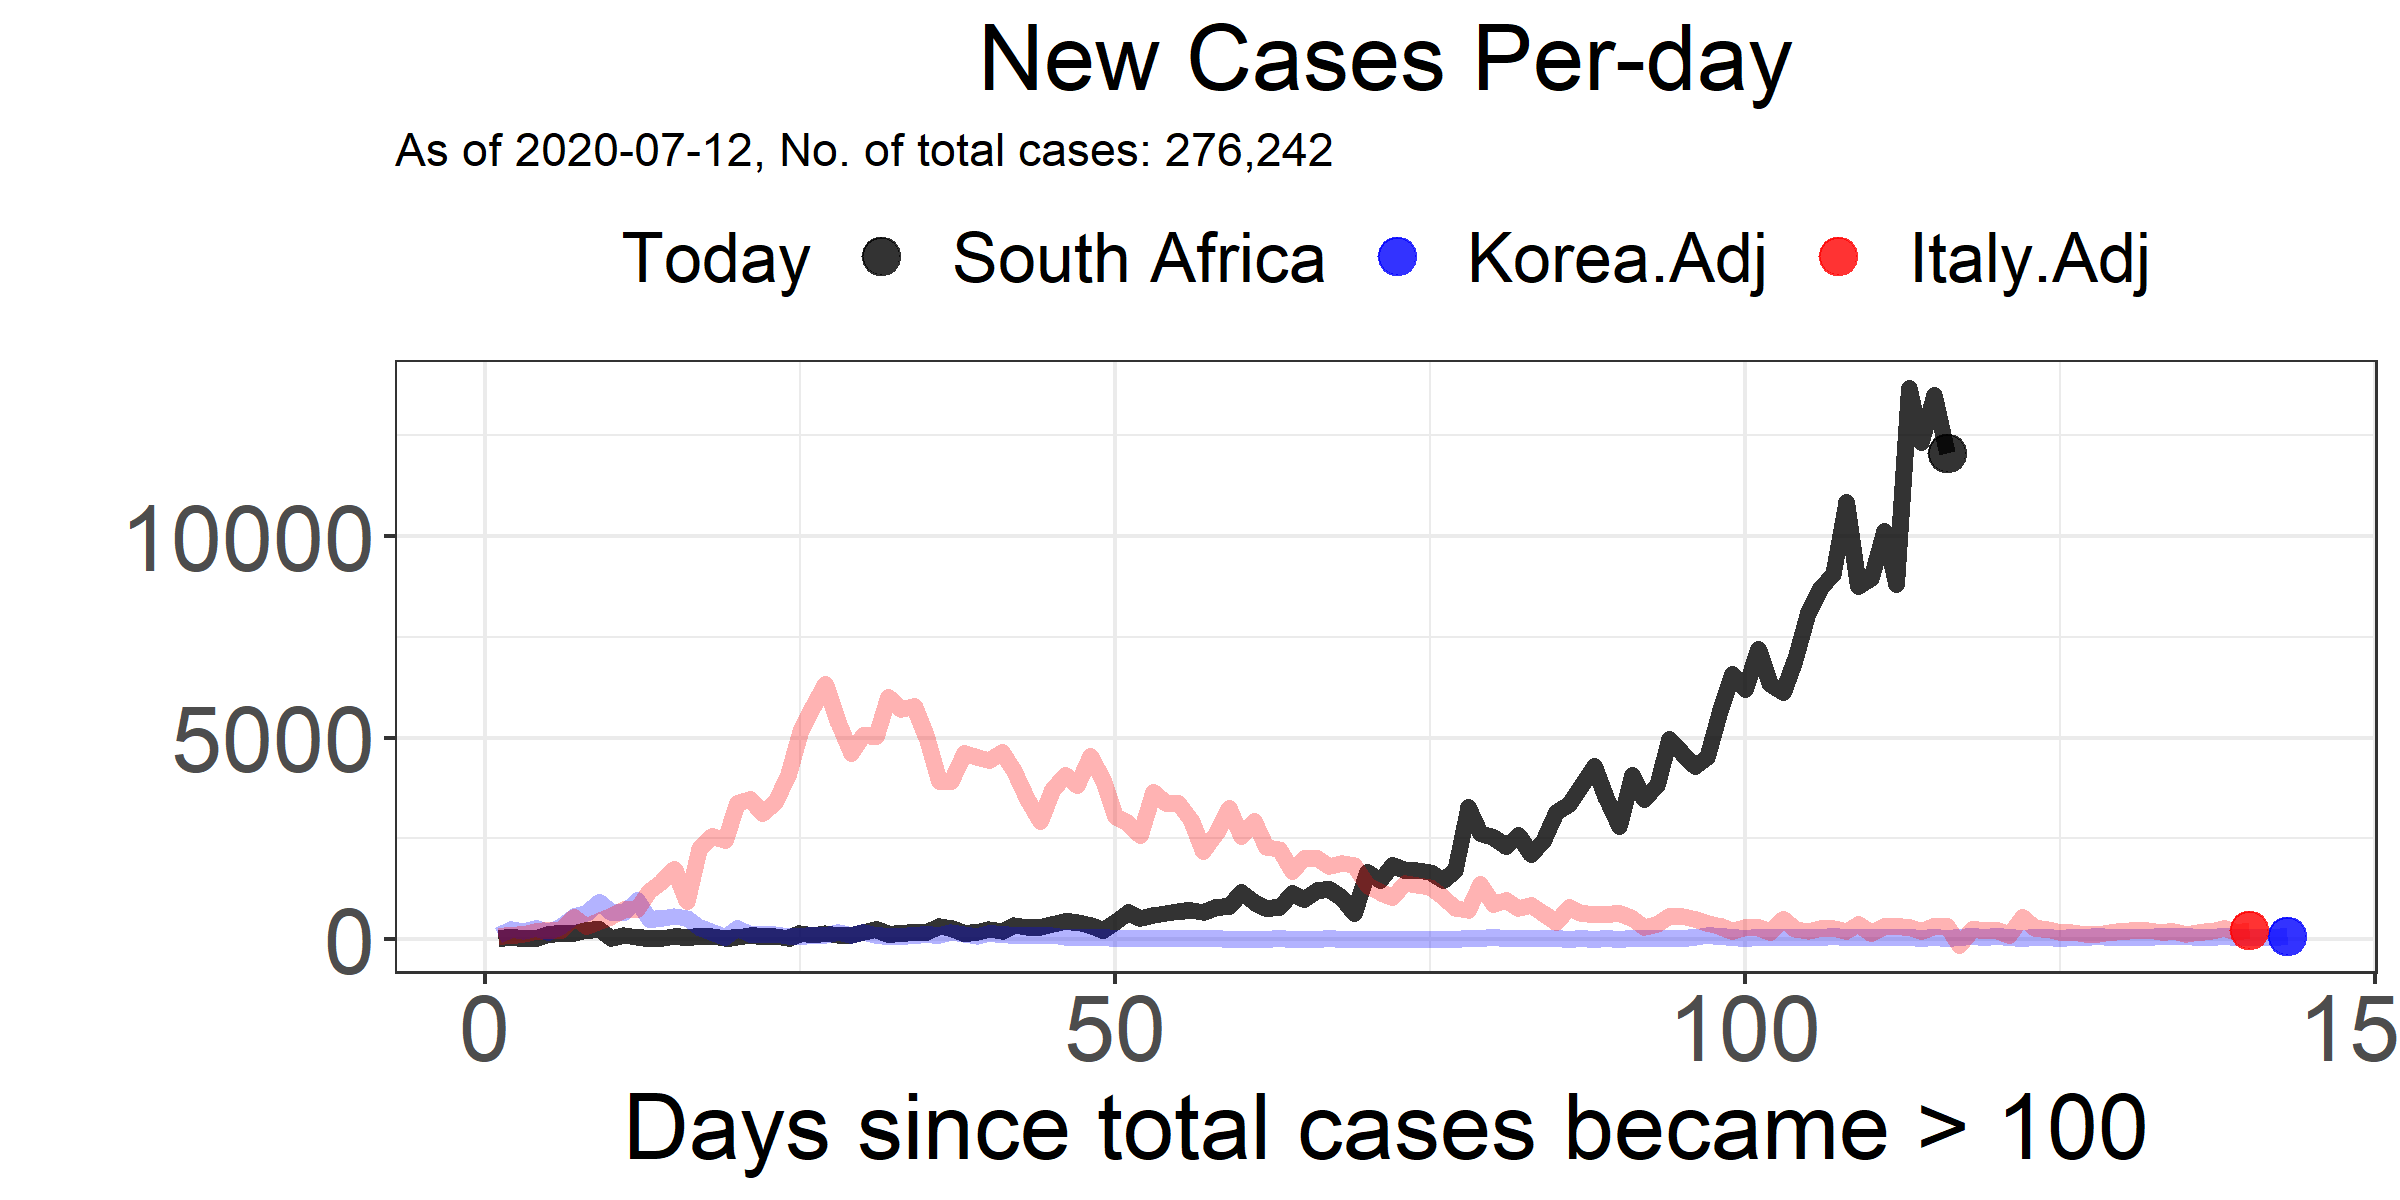 New Cases Per-day
As of 2020-07-12, No. of total cases: 276,242
Today South Africa Korea.Adj Italy.Adj
10000
5000
0
0 50 100 15
Days since total cases became > 100